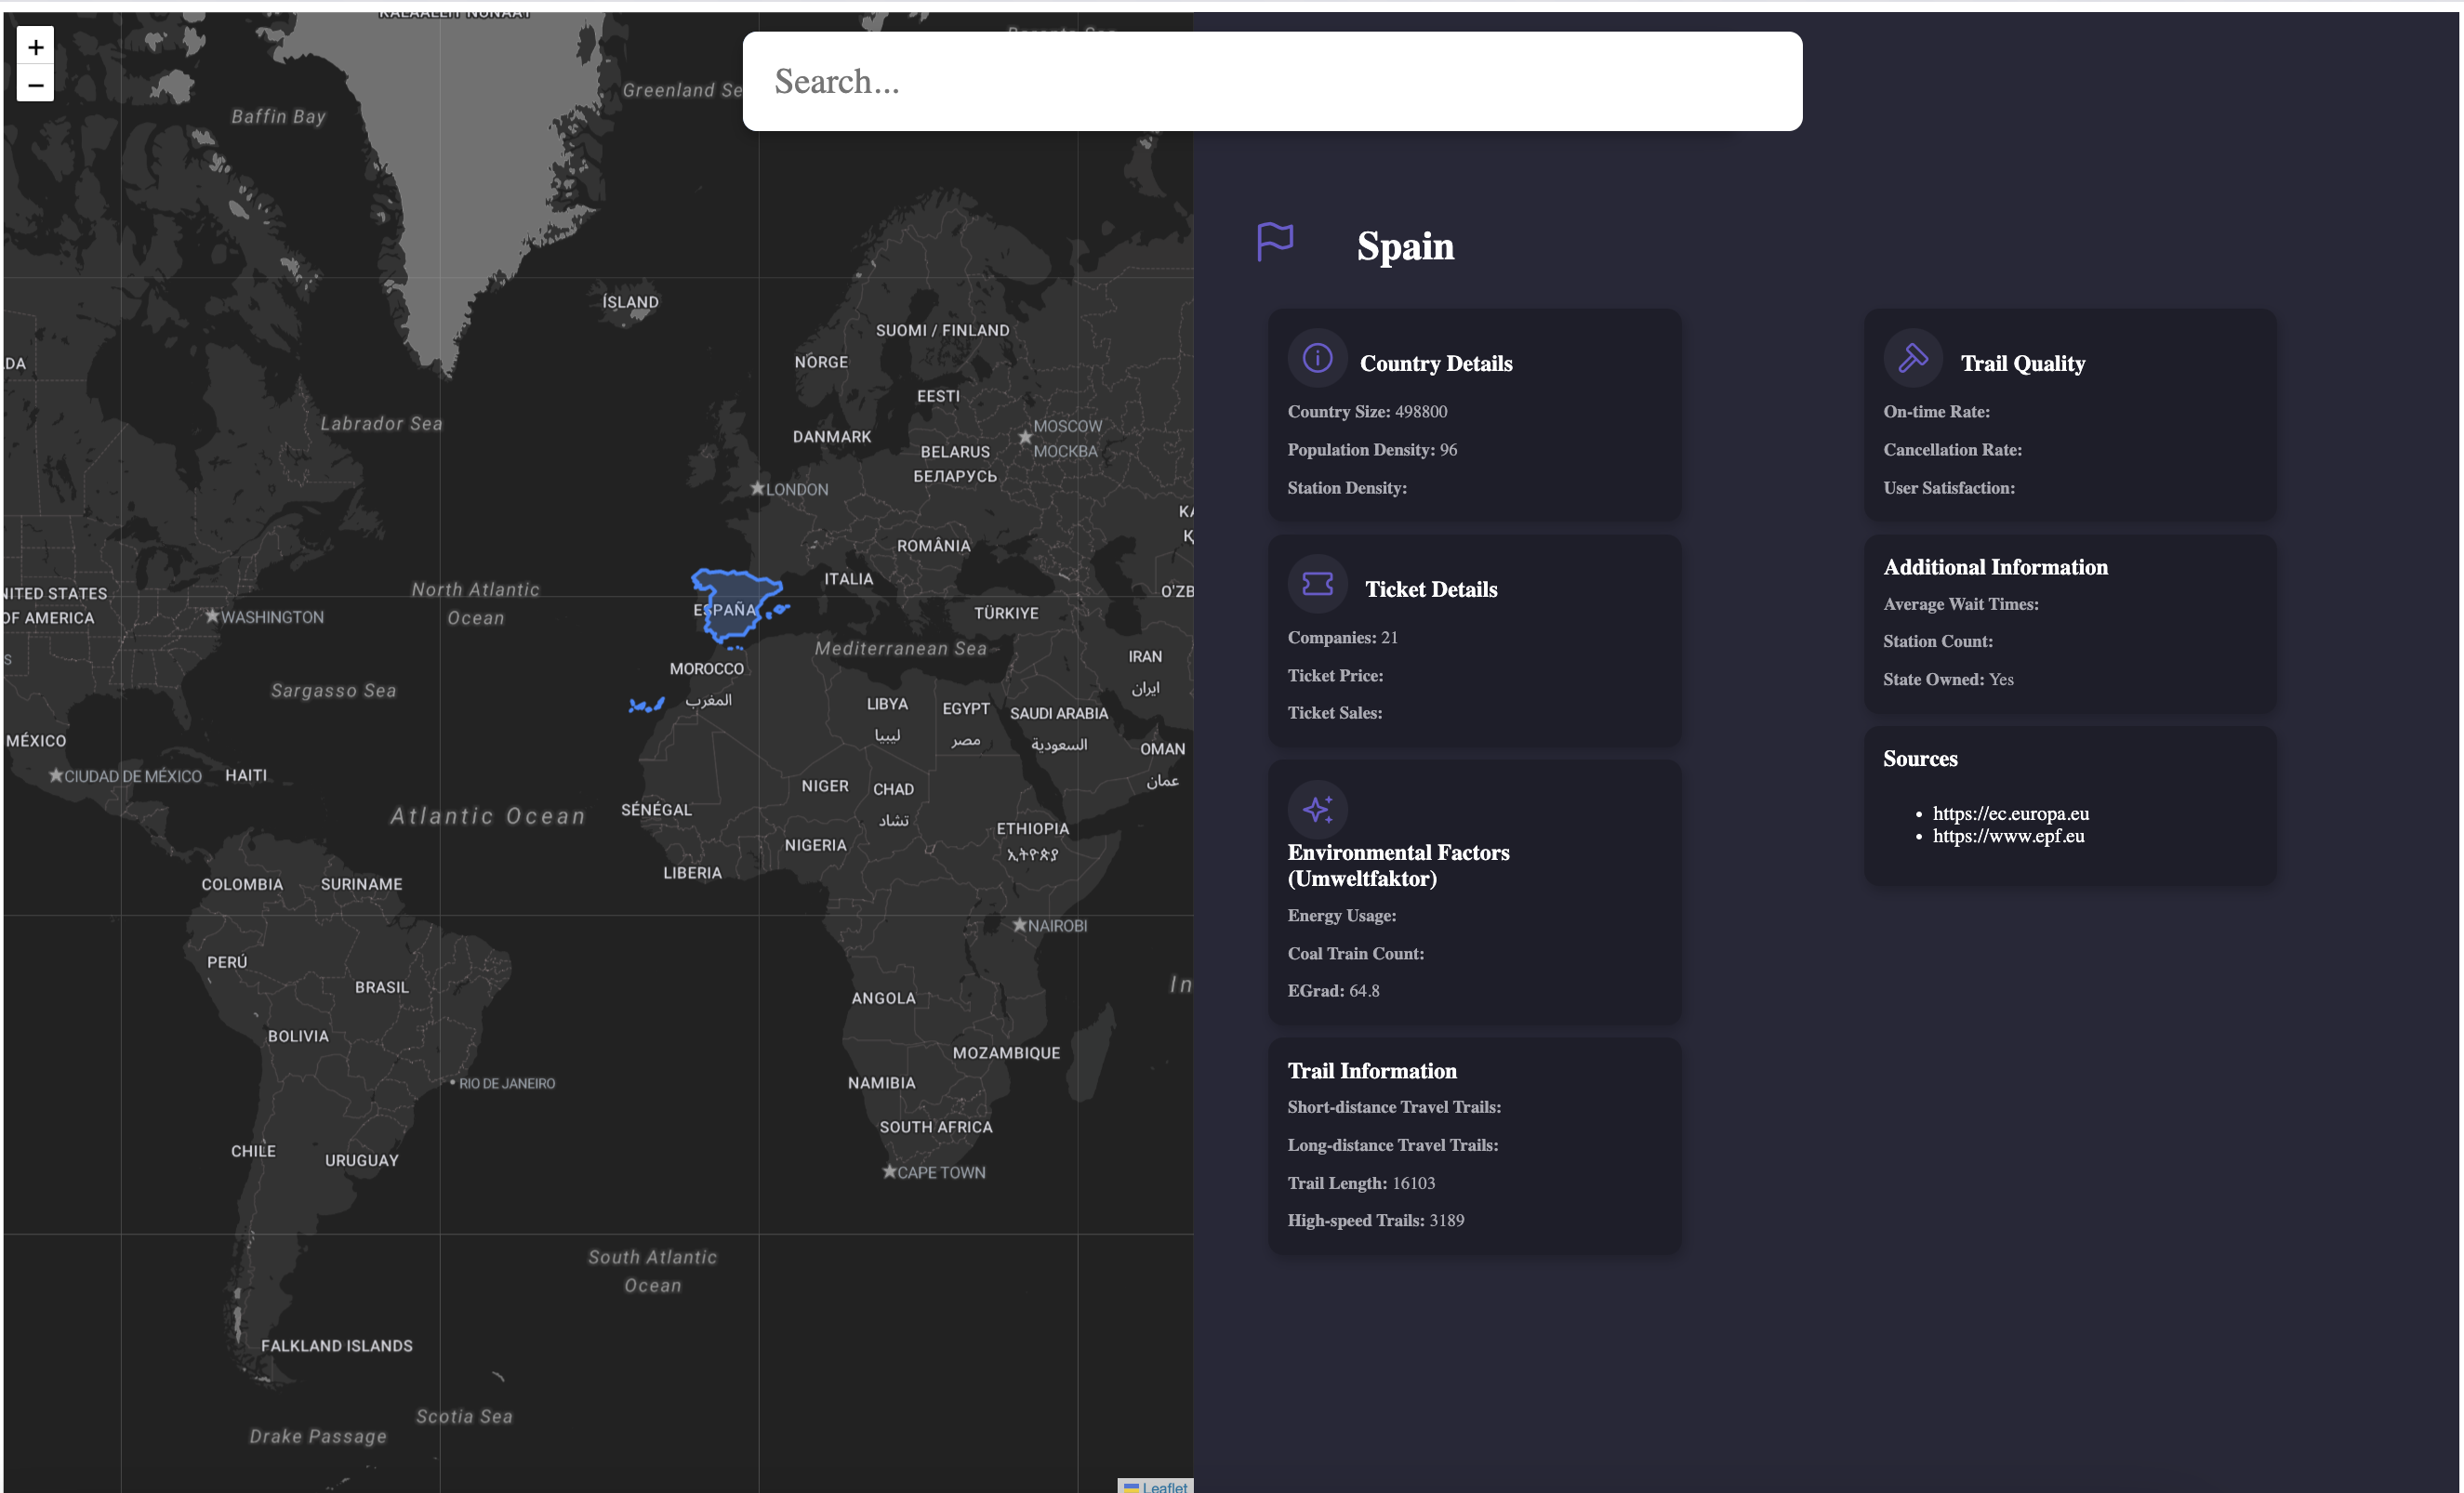 KALAALLIT NUNAAT
+
−
Search...
Greenland Se
Baffin Bay
ÍSLAND
SUOMI / FINLAND
NORGE
DA
EESTI
Labrador Sea
MOSCOW
МОСКВА
DANMARK
BELARUS
БЕЛАРУСЬ
LONDON
KA
Қ
ROMÂNIA
ITALIA
North Atlantic
Ocean
NITED STATES
OF AMERICA
WASHINGTON
ESPAÑA
TÜRKIYE
O'ZB
Mediterranean Sea
MOROCCO
المغرب
IRAN
ایران
S
Sargasso Sea
LIBYA
ليبيا
EGYPT
مصر
SAUDI ARABIA
السعودية
MÉXICO
OMAN
عمان
CIUDAD DE MÉXICO
HAITI
NIGER
CHAD
تشاد
Atlantic Ocean
SÉNÉGAL
ETHIOPIA
ኢትዮጵያ
NIGERIA
LIBERIA
COLOMBIA
SURINAME
NAIROBI
PERÚ
BRASIL
In
ANGOLA
BOLIVIA
MOZAMBIQUE
RIO DE JANEIRO
NAMIBIA
SOUTH AFRICA
CHILE
URUGUAY
CAPE TOWN
South Atlantic
Ocean
FALKLAND ISLANDS
Scotia Sea
Drake Passage
Leaflet
Spain
Country Details
Country Size: 498800
Population Density: 96
Station Density:
Ticket Details
Companies: 21
Ticket Price:
Ticket Sales:
Environmental Factors
(Umweltfaktor)
Energy Usage:
Coal Train Count:
EGrad: 64.8
Trail Information
Short-distance Travel Trails:
Long-distance Travel Trails:
Trail Length: 16103
High-speed Trails: 3189
Trail Quality
On-time Rate:
Cancellation Rate:
User Satisfaction:
Additional Information
Average Wait Times:
Station Count:
State Owned: Yes
Sources
• https://ec.europa.eu
• https://www.epf.eu